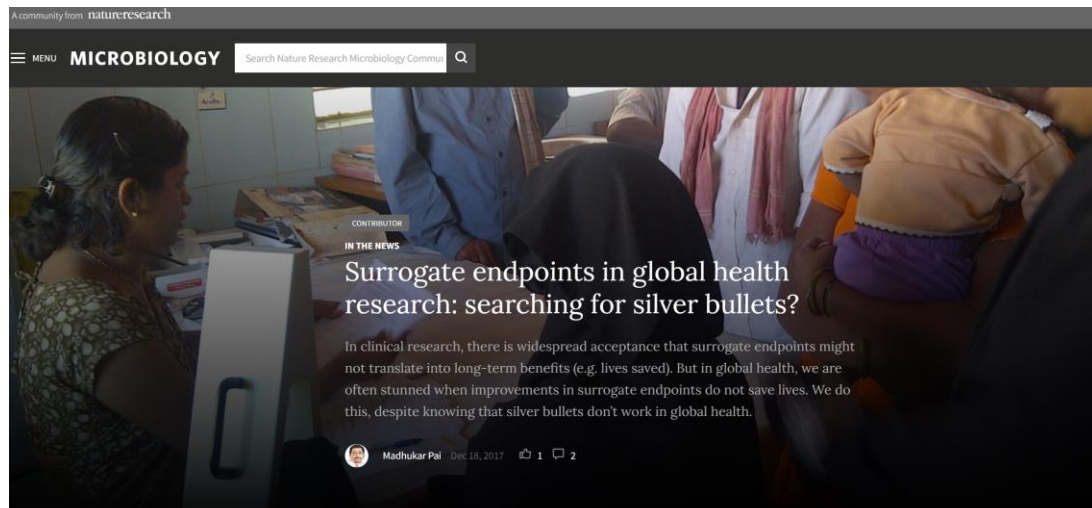 A community from natureresearch
MENU MICROBIOLOGY Search Nature Research Microbiology Commun
CONTRIBUTOR
IN THE NEWS
Surrogate endpoints in global health
research: searching for silver bullets?
In clinical research, there is widespread acceptance that surrogate endpoints might
not translate into long-term benefits (e.g. lives saved). But in global health, we are
often stunned when improvements in surrogate endpoints do not save lives. We do
this, despite knowing that silver bullets don't work in global health.
Madhukar Pai Dec 18, 2017 1 2